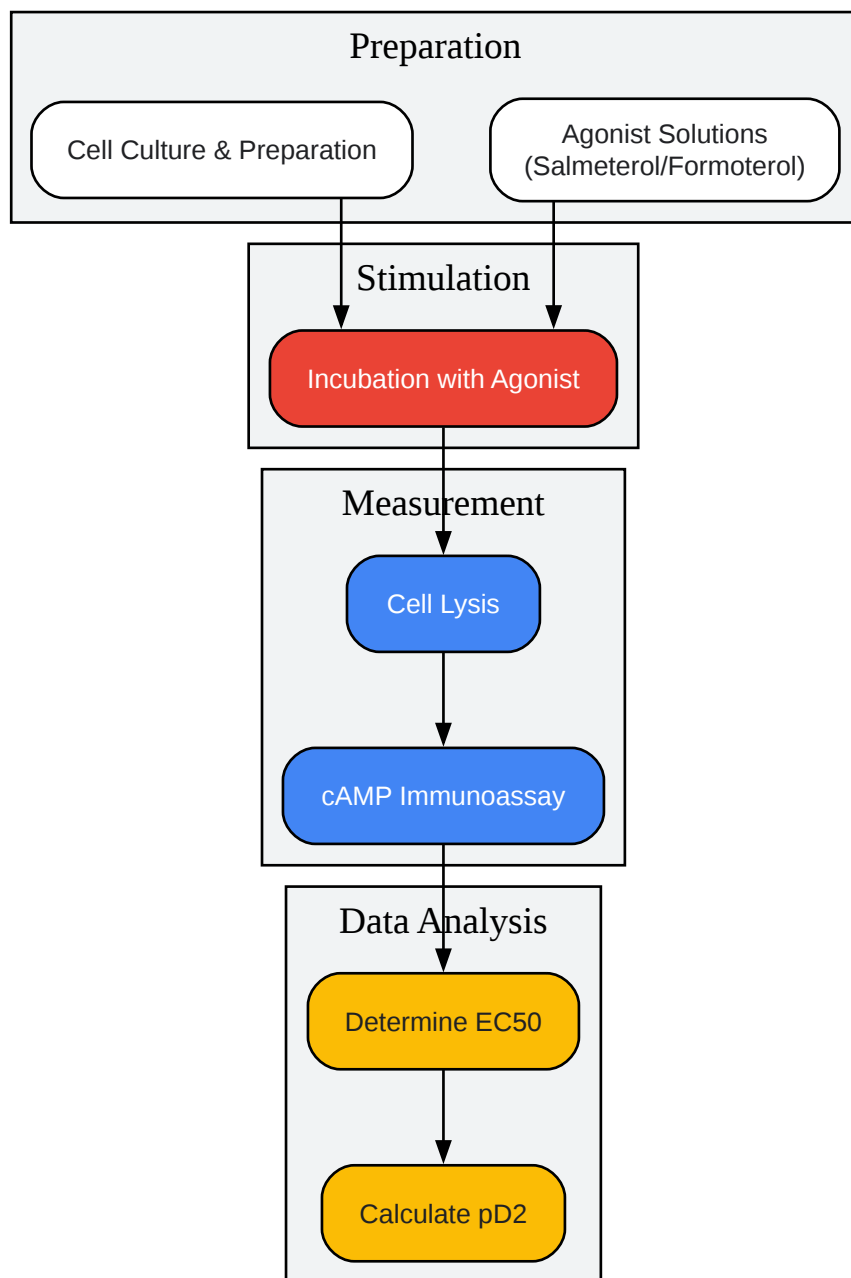 Preparation
Cell Culture & Preparation
Agonist Solutions
(Salmeterol/Formoterol)
Stimulation
Incubation with Agonist
Measurement
Cell Lysis
cAMP Immunoassay
Data Analysis
Determine EC50
Calculate pD2